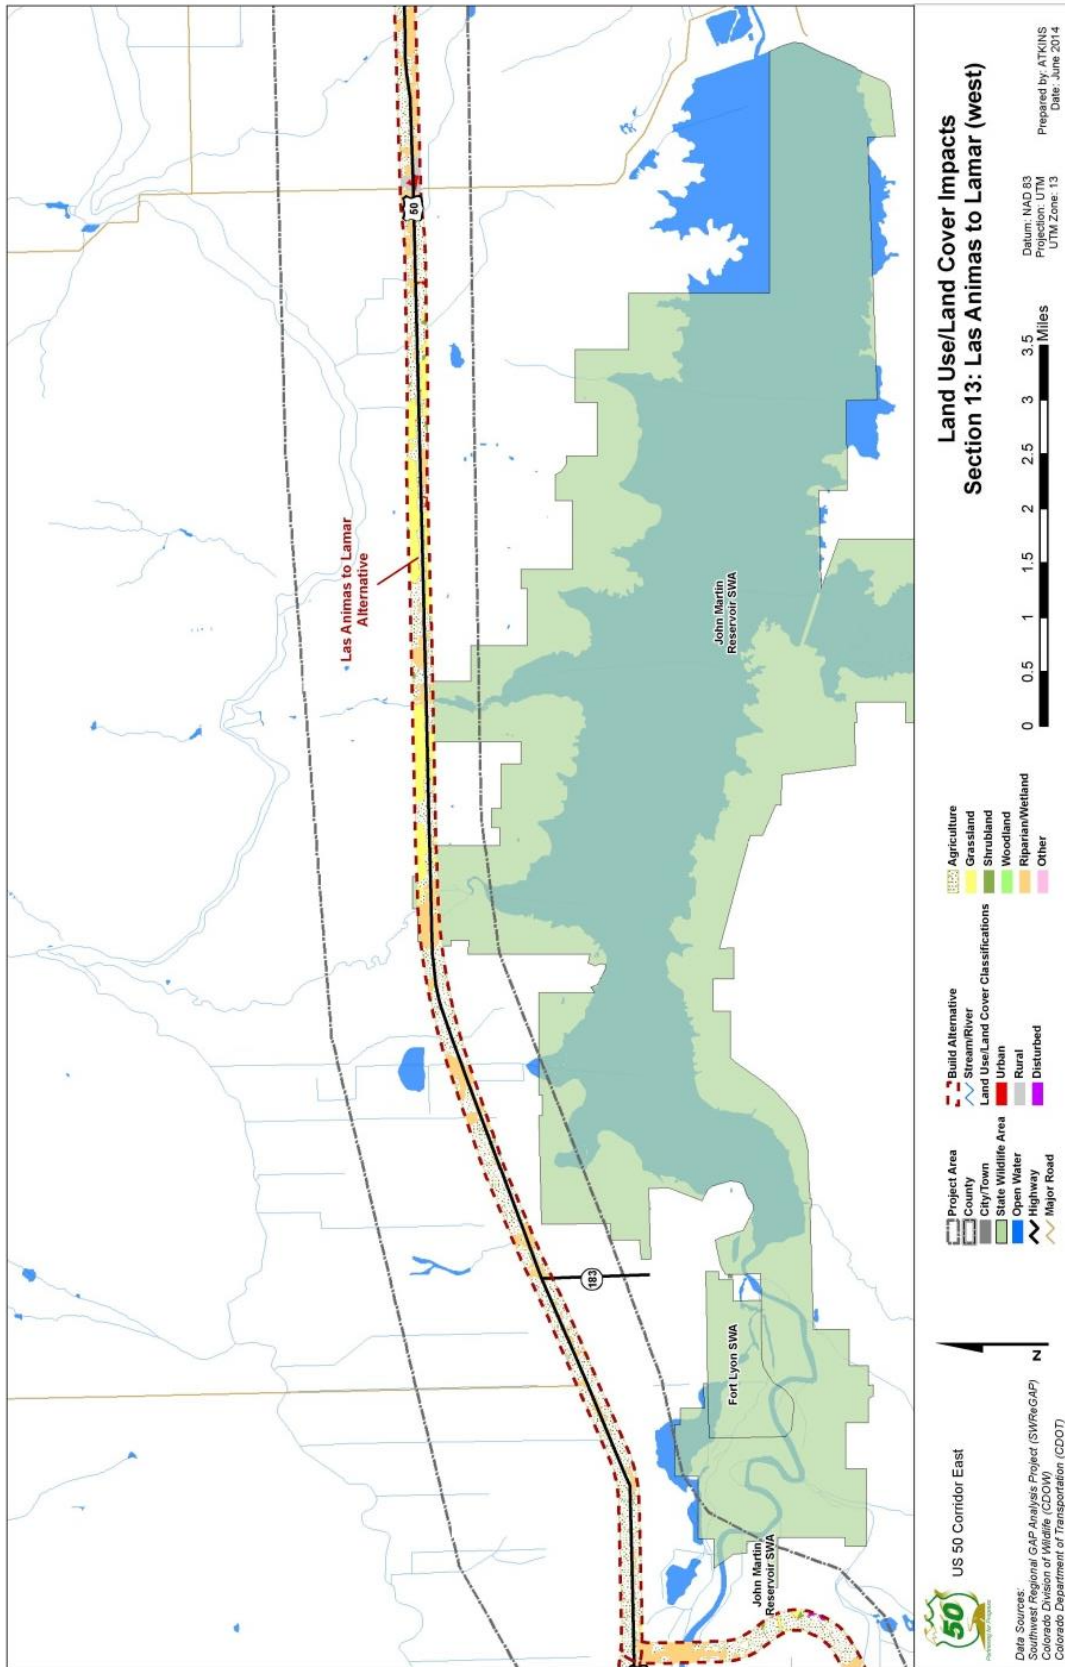 Las Animas to Lamar
Alternative
50
183
John Martin
Reservoir SWA
Fort Lyon SWA
John Martin
Reservoir SWA
50
Partnering for Progress
US 50 Corridor East
Data Sources:
Southwest Regional GAP Analysis Project (SWReGAP)
Colorado Division of Wildlife (CDOW)
Colorado Department of Transportation (CDOT)
N
Project Area
County
City/Town
State Wildlife Area
Open Water
Highway
Major Road
Build Alternative
Stream/River
Land Use/Land Cover Classifications
Urban
Rural
Disturbed
Agriculture
Grassland
Shrubland
Woodland
Riparian/Wetland
Other
0 0.5 1 1.5 2 2.5 3 3.5
Miles
Land Use/Land Cover Impacts
Section 13: Las Animas to Lamar (west)
Datum: NAD 83
Projection: UTM
UTM Zone: 13
Prepared by: ATKINS
Date: June 2014